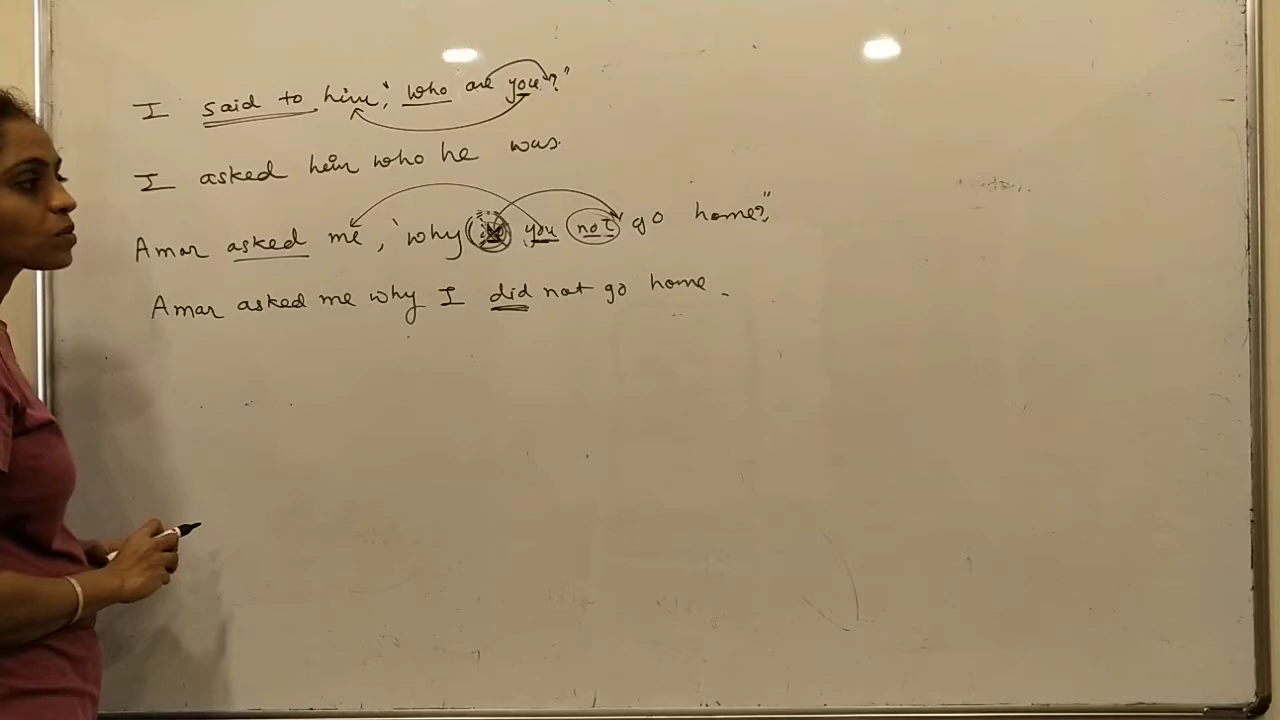 I said to him, "who are you?"
I asked him who he was.
Amar asked me, "why you not go home?"
Amar asked me why I did not go home.